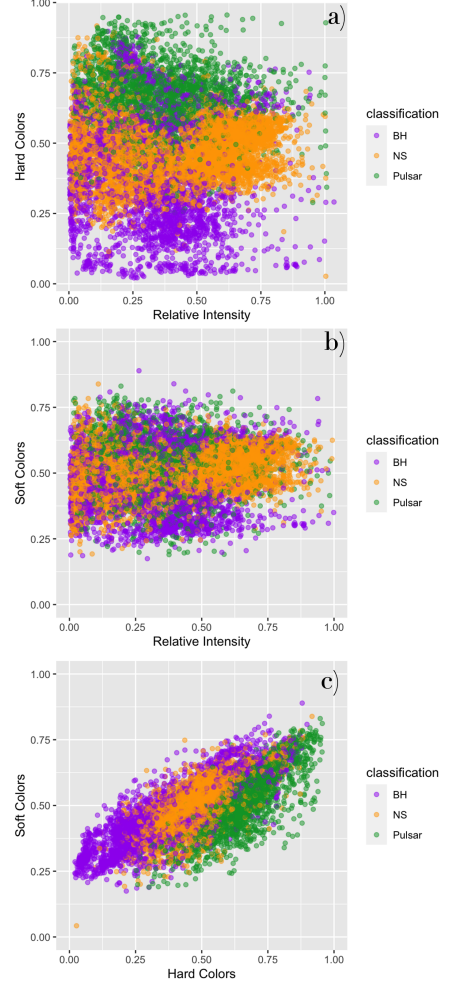 a)
1.00
0.75
0.50
0.25
0.00
Hard Colors
0.00 0.25 0.50 0.75 1.00
Relative Intensity
classification
BH
NS
Pulsar
b)
1.00
0.75
0.50
0.25
0.00
Soft Colors
0.00 0.25 0.50 0.75 1.00
Relative Intensity
classification
BH
NS
Pulsar
c)
1.00
0.75
0.50
0.25
0.00
Soft Colors
0.00 0.25 0.50 0.75 1.00
Hard Colors
classification
BH
NS
Pulsar